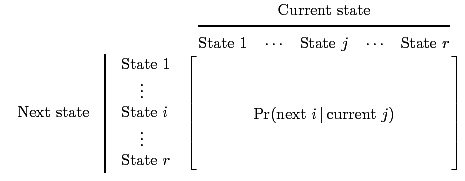 Current state
State 1 ⋯ State j ⋯ State r
State 1
⋮
Next state State i
⋮
State r
Pr(next i | current j)